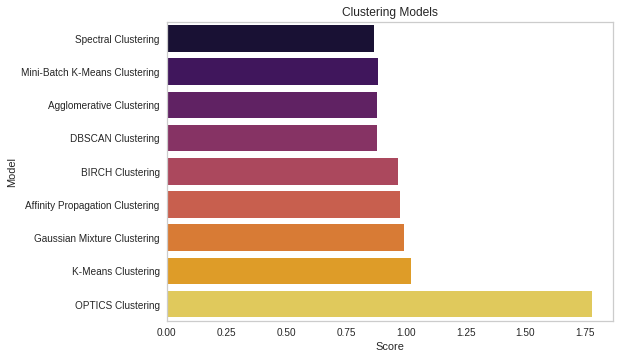 Clustering Models
Spectral Clustering
Mini-Batch K-Means Clustering
Agglomerative Clustering
DBSCAN Clustering
BIRCH Clustering
Affinity Propagation Clustering
Gaussian Mixture Clustering
K-Means Clustering
OPTICS Clustering
Model
0.00 0.25 0.50 0.75 1.00 1.25 1.50 1.75
Score